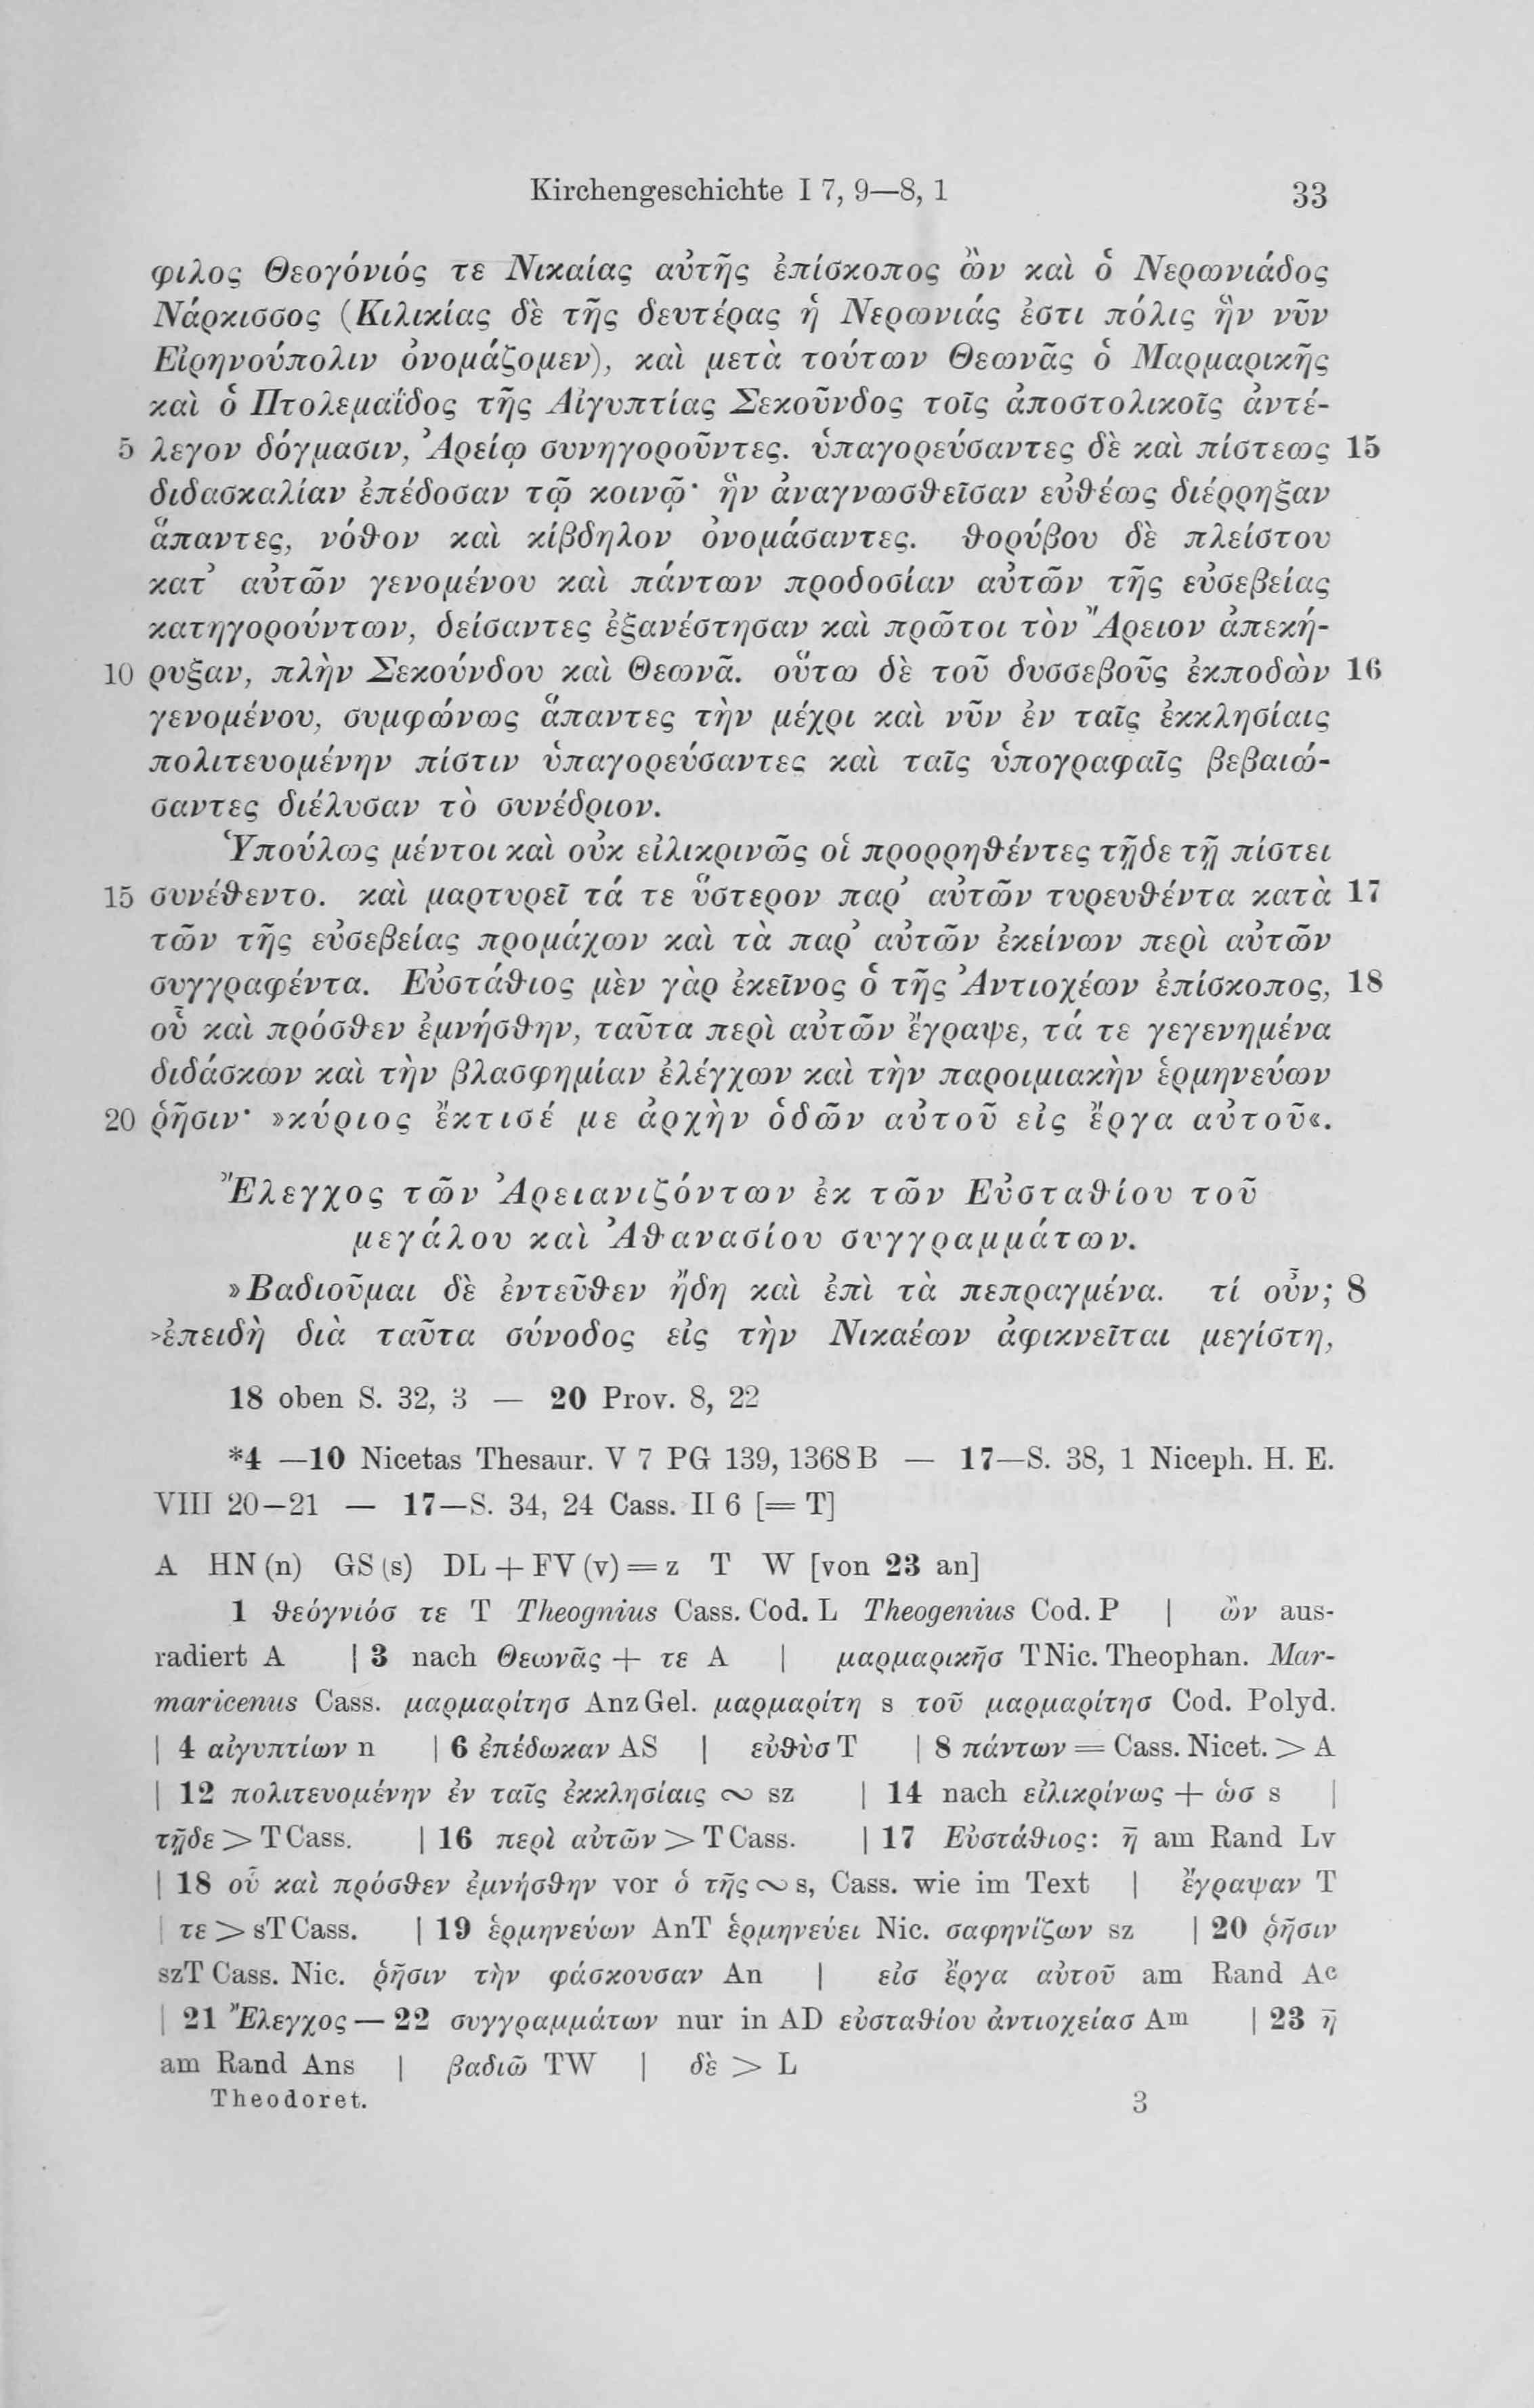 Kirchengeschichte I 7, 9—8, 1 33
φιλος Θεογόνιός τε Νικαίας αὐτῆς ἐπίσκοπος ὢν καὶ ὁ Νερωνιάδος
Νάρκισσος (Κιλικίας δὲ τῆς δευτέρας ἡ Νερωνιάς ἐστι πόλις ἣν νῦν
Εἰρηνούπολιν ὀνομάζομεν), καὶ μετὰ τούτων Θεωνᾶς ὁ Μαρμαρικῆς
καὶ ὁ Πτολεμαΐδος τῆς Αἰγυπτίας Σεκοῦνδος τοῖς ἀποστολικοῖς ἀντέ-
5 λεγον δόγμασιν, Ἀρείῳ συνηγοροῦντες. ὑπαγορεύσαντες δὲ καὶ πίστεως 15
διδασκαλίαν ἐπέδοσαν τῷ κοινῷ· ἣν ἀναγνωσθεῖσαν εὐθέως διέρρηξαν
ἅπαντες, νόθον καὶ κίβδηλον ὀνομάσαντες. θορύβου δὲ πλείστου
κατ’ αὐτῶν γενομένου καὶ πάντων προδοσίαν αὐτῶν τῆς εὐσεβείας
κατηγορούντων, δείσαντες ἐξανέστησαν καὶ πρῶτοι τὸν Ἄρειον ἀπεκή-
10 ρυξαν, πλὴν Σεκούνδου καὶ Θεωνᾶ. οὕτω δὲ τοῦ δυσσεβοῦς ἐκποδὼν 16
γενομένου, συμφώνως ἅπαντες τὴν μέχρι καὶ νῦν ἐν ταῖς ἐκκλησίαις
πολιτευομένην πίστιν ὑπαγορεύσαντες καὶ ταῖς ὑπογραφαῖς βεβαιώ-
σαντες διέλυσαν τὸ συνέδριον.
Ὑπούλως μέντοι καὶ οὐκ εἰλικρινῶς οἱ προρρηθέντες τῇδε τῇ πίστει
15 συνέθεντο. καὶ μαρτυρεῖ τά τε ὕστερον παρ’ αὐτῶν τυρευθέντα κατὰ 17
τῶν τῆς εὐσεβείας προμάχων καὶ τὰ παρ’ αὐτῶν ἐκείνων περὶ αὐτῶν
συγγραφέντα. Εὐστάθιος μὲν γὰρ ἐκεῖνος ὁ τῆς Ἀντιοχέων ἐπίσκοπος, 18
οὗ καὶ πρόσθεν ἐμνήσθην, ταῦτα περὶ αὐτῶν ἔγραψε, τά τε γεγενημένα
διδάσκων καὶ τὴν βλασφημίαν ἐλέγχων καὶ τὴν παροιμιακὴν ἑρμηνεύων
20 ῥῆσιν· »κύριος ἔκτισέ με ἀρχὴν ὁδῶν αὐτοῦ εἰς ἔργα αὐτοῦ«.
Ἔλεγχος τῶν Ἀρειανιζόντων ἐκ τῶν Εὐσταθίου τοῦ
μεγάλου καὶ Ἀθανασίου συγγραμμάτων.
»Βαδιοῦμαι δὲ ἐντεῦθεν ἤδη καὶ ἐπὶ τὰ πεπραγμένα. τί οὖν; 8
>ἐπειδὴ διὰ ταῦτα σύνοδος εἰς τὴν Νικαέων ἀφικνεῖται μεγίστη,
18 oben S. 32, 3 — 20 Prov. 8, 22
*4 —10 Nicetas Thesaur. V 7 PG 139, 1368 B — 17—S. 38, 1 Niceph. H. E.
VIII 20—21 — 17—S. 34, 24 Cass. II 6 [= T]
A HN (n) GS (s) DL + FV (v) = z T W [von 23 an]
1 θεόγνιόσ τε T Theognius Cass. Cod. L Theogenius Cod. P | ὢν aus-
radiert A | 3 nach Θεωνᾶς + τε A | μαρμαρικῆσ TNic. Theophan. Mar-
maricenus Cass. μαρμαρίτησ AnzGel. μαρμαρίτη s τοῦ μαρμαρίτησ Cod. Polyd.
| 4 αἰγυπτίων n | 6 ἐπέδωκαν AS | εὐθὺσ T | 8 πάντων = Cass. Nicet. > A
| 12 πολιτευομένην ἐν ταῖς ἐκκλησίαις ∾ sz | 14 nach εἰλικρίνως + ὡσ s |
τῇδε > TCass. | 16 περὶ αὐτῶν > TCass. | 17 Εὐστάθιος: η̄ am Rand Lv
| 18 οὗ καὶ πρόσθεν ἐμνήσθην vor ὁ τῆς ∾ s, Cass. wie im Text | ἔγραψαν T
| τε > sTCass. | 19 ἑρμηνεύων AnT ἑρμηνεύει Nic. σαφηνίζων sz | 20 ῥῆσιν
szT Cass. Nic. ῥῆσιν τὴν φάσκουσαν An | εἰσ ἔργα αὐτοῦ am Rand Ac
| 21 Ἔλεγχος — 22 συγγραμμάτων nur in AD εὐσταθίου ἀντιοχείασ Am | 23 η̄
am Rand Ans | βαδιῶ TW | δὲ > L
Theodoret. 3